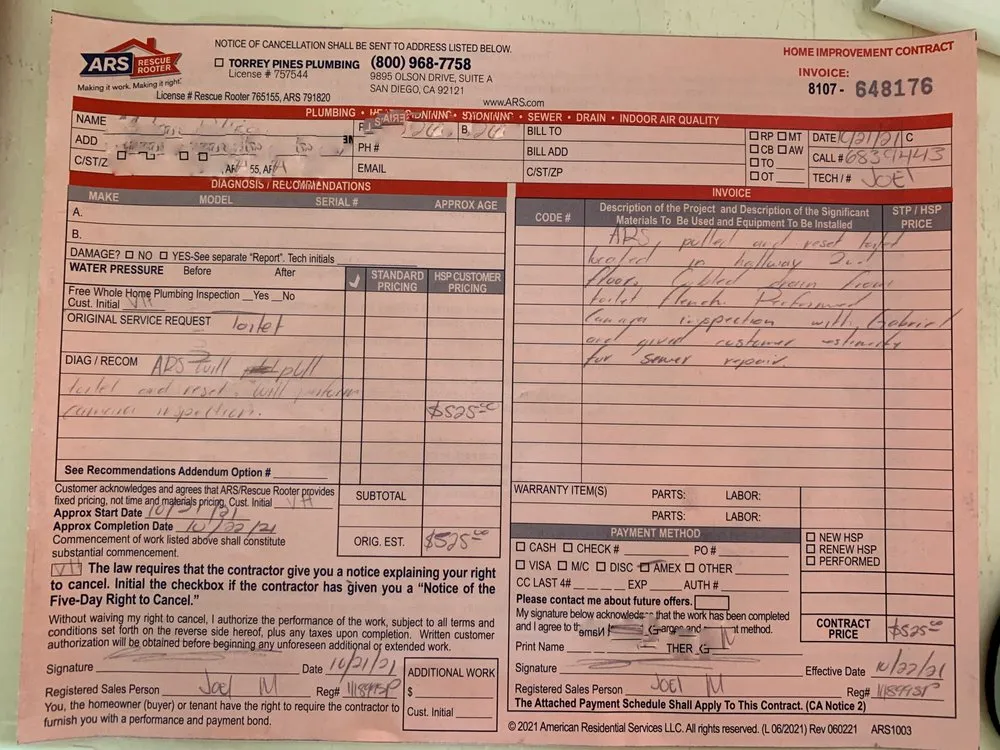 NOTICE OF CANCELLATION SHALL BE SENT TO ADDRESS LISTED BELOW.
HOME IMPROVEMENT CONTRACT
ARS RESCUE ROOTER
Making it work. Making it right.
TORREY PINES PLUMBING (800) 968-7758
License # 757544
9895 OLSON DRIVE, SUITE A
SAN DIEGO, CA 92121
License # Rescue Rooter 765155, ARS 791820
www.ARS.com
INVOICE:
8107- 648176
PLUMBING • SEWER • DRAIN • INDOOR AIR QUALITY
NAME
ADD
C/ST/Z
PH #
EMAIL
BILL TO
BILL ADD
C/ST/ZP
RP MT
CB AW
TO
OT
DATE 10/21/21 C
CALL # 6839443
TECH / # JOEL
DIAGNOSIS / RECOMMENDATIONS
MAKE MODEL SERIAL # APPROX AGE
A.
B.
DAMAGE? NO YES-See separate "Report". Tech initials
WATER PRESSURE Before After
STANDARD PRICING
HSP CUSTOMER PRICING
Free Whole Home Plumbing Inspection __Yes __No
Cust. Initial VH
ORIGINAL SERVICE REQUEST Toilet
DIAG / RECOM ARS will pull
toilet and reset. will perform
camera inspection.
$525.00
See Recommendations Addendum Option #
Customer acknowledges and agrees that ARS/Rescue Rooter provides
fixed pricing, not time and materials pricing, Cust. Initial VH
Approx Start Date 10/21/21
Approx Completion Date 10/22/21
Commencement of work listed above shall constitute
substantial commencement.
SUBTOTAL
ORIG. EST. $525.00
VH The law requires that the contractor give you a notice explaining your right
to cancel. Initial the checkbox if the contractor has given you a "Notice of the
Five-Day Right to Cancel."
Without waiving my right to cancel, I authorize the performance of the work, subject to all terms and
conditions set forth on the reverse side hereof, plus any taxes upon completion. Written customer
authorization will be obtained before beginning any unforeseen additional or extended work.
Signature Date 10/21/21
Registered Sales Person Joel M Reg#
You, the homeowner (buyer) or tenant have the right to require the contractor to
furnish you with a performance and payment bond.
ADDITIONAL WORK
$
Cust. Initial
INVOICE
CODE #
Description of the Project and Description of the Significant
Materials To Be Used and Equipment To Be Installed
STP / HSP
PRICE
ARS pulled and reset toilet
located in hallway 2nd
floor. Cabled drain from
toilet flench. Performed
Camera inspection with Gabriel
and gived customer
for sewer repair.
WARRANTY ITEM(S) PARTS: LABOR:
PARTS: LABOR:
PAYMENT METHOD
CASH CHECK # PO #
VISA M/C DISC AMEX OTHER
CC LAST 4# EXP AUTH #
Please contact me about future offers.
NEW HSP
RENEW HSP
PERFORMED
My signature below acknowledges that the work has been completed
and I agree to the
Print Name
Signature
CONTRACT
PRICE
$525.00
Effective Date 10/22/21
Registered Sales Person JOEL M Reg#
The Attached Payment Schedule Shall Apply To This Contract. (CA Notice 2)
© 2021 American Residential Services LLC. All rights reserved. (L 06/2021) Rev 060221 ARS1003